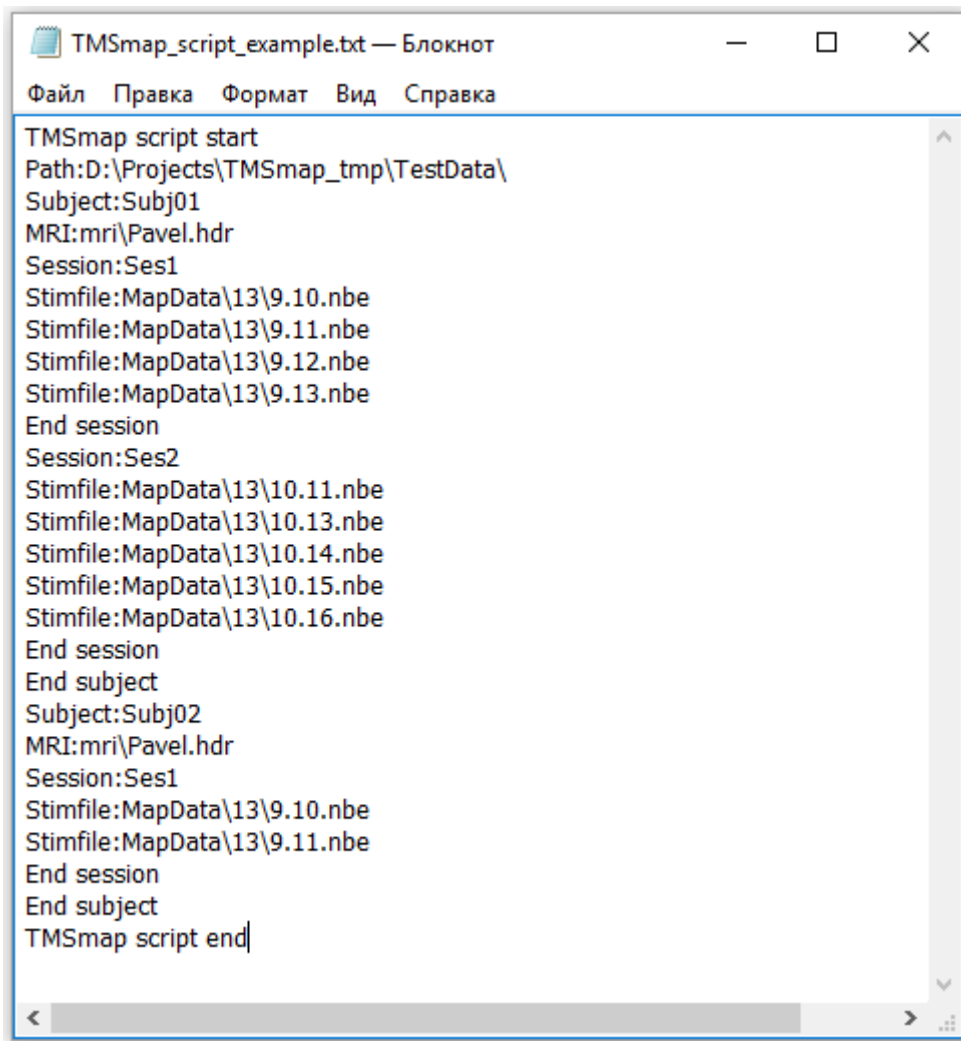 TMSmap_script_example.txt — Блокнот
Файл Правка Формат Вид Справка
TMSmap script start
Path:D:\Projects\TMSmap_tmp\TestData\
Subject:Subj01
MRI:mri\Pavel.hdr
Session:Ses1
Stimfile:MapData\13\9.10.nbe
Stimfile:MapData\13\9.11.nbe
Stimfile:MapData\13\9.12.nbe
Stimfile:MapData\13\9.13.nbe
End session
Session:Ses2
Stimfile:MapData\13\10.11.nbe
Stimfile:MapData\13\10.13.nbe
Stimfile:MapData\13\10.14.nbe
Stimfile:MapData\13\10.15.nbe
Stimfile:MapData\13\10.16.nbe
End session
End subject
Subject:Subj02
MRI:mri\Pavel.hdr
Session:Ses1
Stimfile:MapData\13\9.10.nbe
Stimfile:MapData\13\9.11.nbe
End session
End subject
TMSmap script end